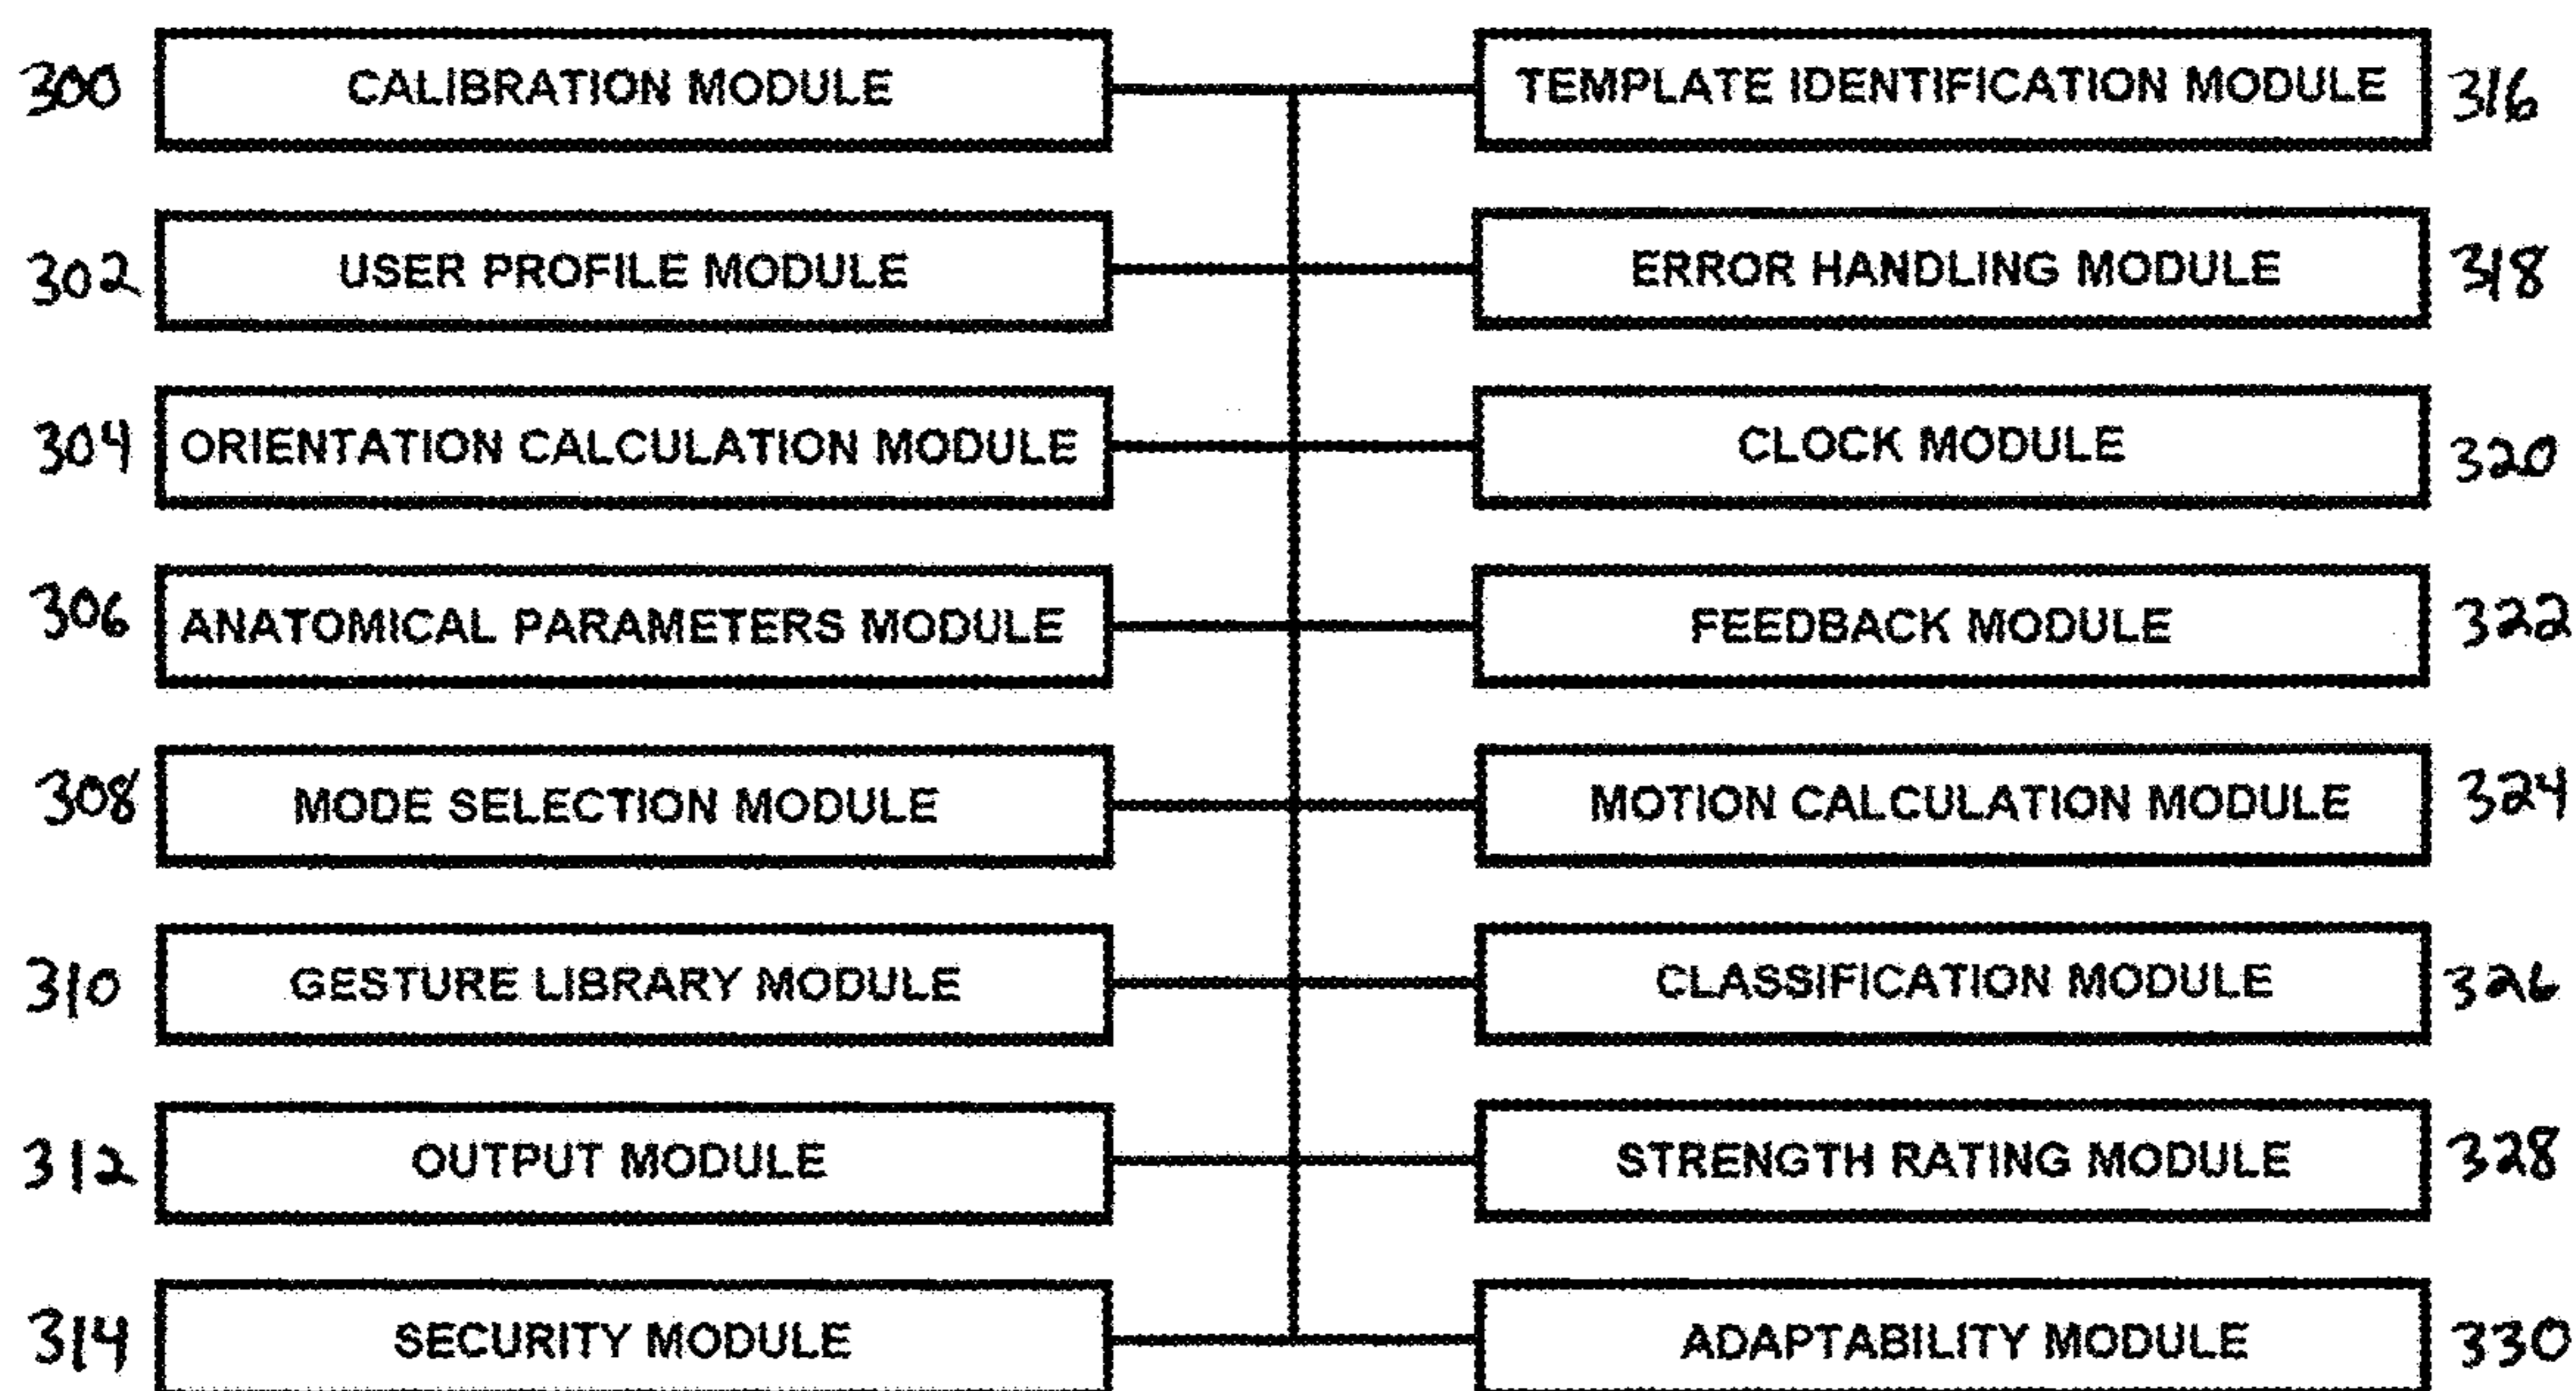 300 CALIBRATION MODULE TEMPLATE IDENTIFICATION MODULE 316
302 USER PROFILE MODULE ERROR HANDLING MODULE 318
304 ORIENTATION CALCULATION MODULE CLOCK MODULE 320
306 ANATOMICAL PARAMETERS MODULE FEEDBACK MODULE 322
308 MODE SELECTION MODULE MOTION CALCULATION MODULE 324
310 GESTURE LIBRARY MODULE CLASSIFICATION MODULE 326
312 OUTPUT MODULE STRENGTH RATING MODULE 328
314 SECURITY MODULE ADAPTABILITY MODULE 330